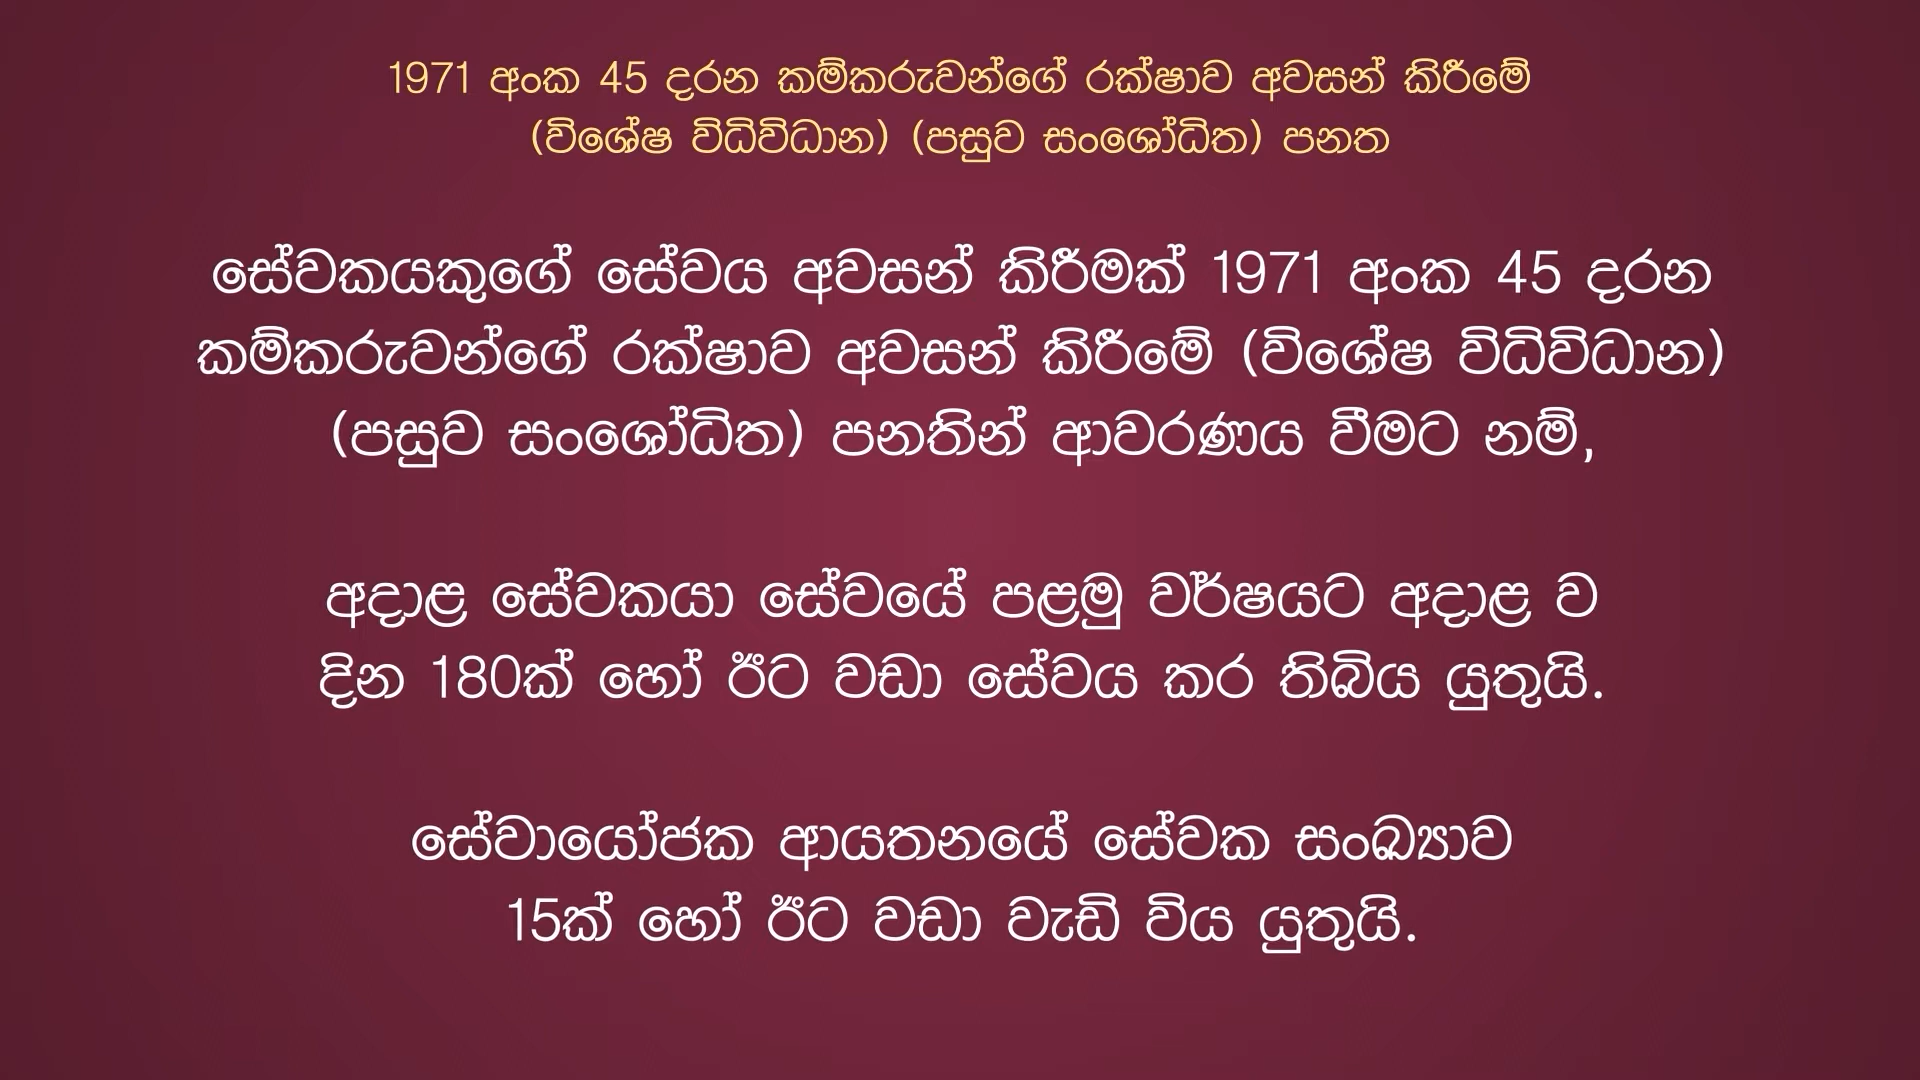 1971 අංක 45 දරන කම්කරුවන්ගේ රක්ෂාව අවසන් කිරීමේ
(විශේෂ විධිවිධාන) (පසුව සංශෝධිත) පනත
සේවකයකුගේ සේවය අවසන් කිරීමක් 1971 අංක 45 දරන
කම්කරුවන්ගේ රක්ෂාව අවසන් කිරීමේ (විශේෂ විධිවිධාන)
(පසුව සංශෝධිත) පනතින් ආවරණය වීමට නම්,
අදාළ සේවකයා සේවයේ පළමු වර්ෂයට අදාළ ව
දින 180ක් හෝ ඊට වඩා සේවය කර තිබිය යුතුයි.
සේවායෝජක ආයතනයේ සේවක සංඛ්‍යාව
15ක් හෝ ඊට වඩා වැඩි විය යුතුයි.